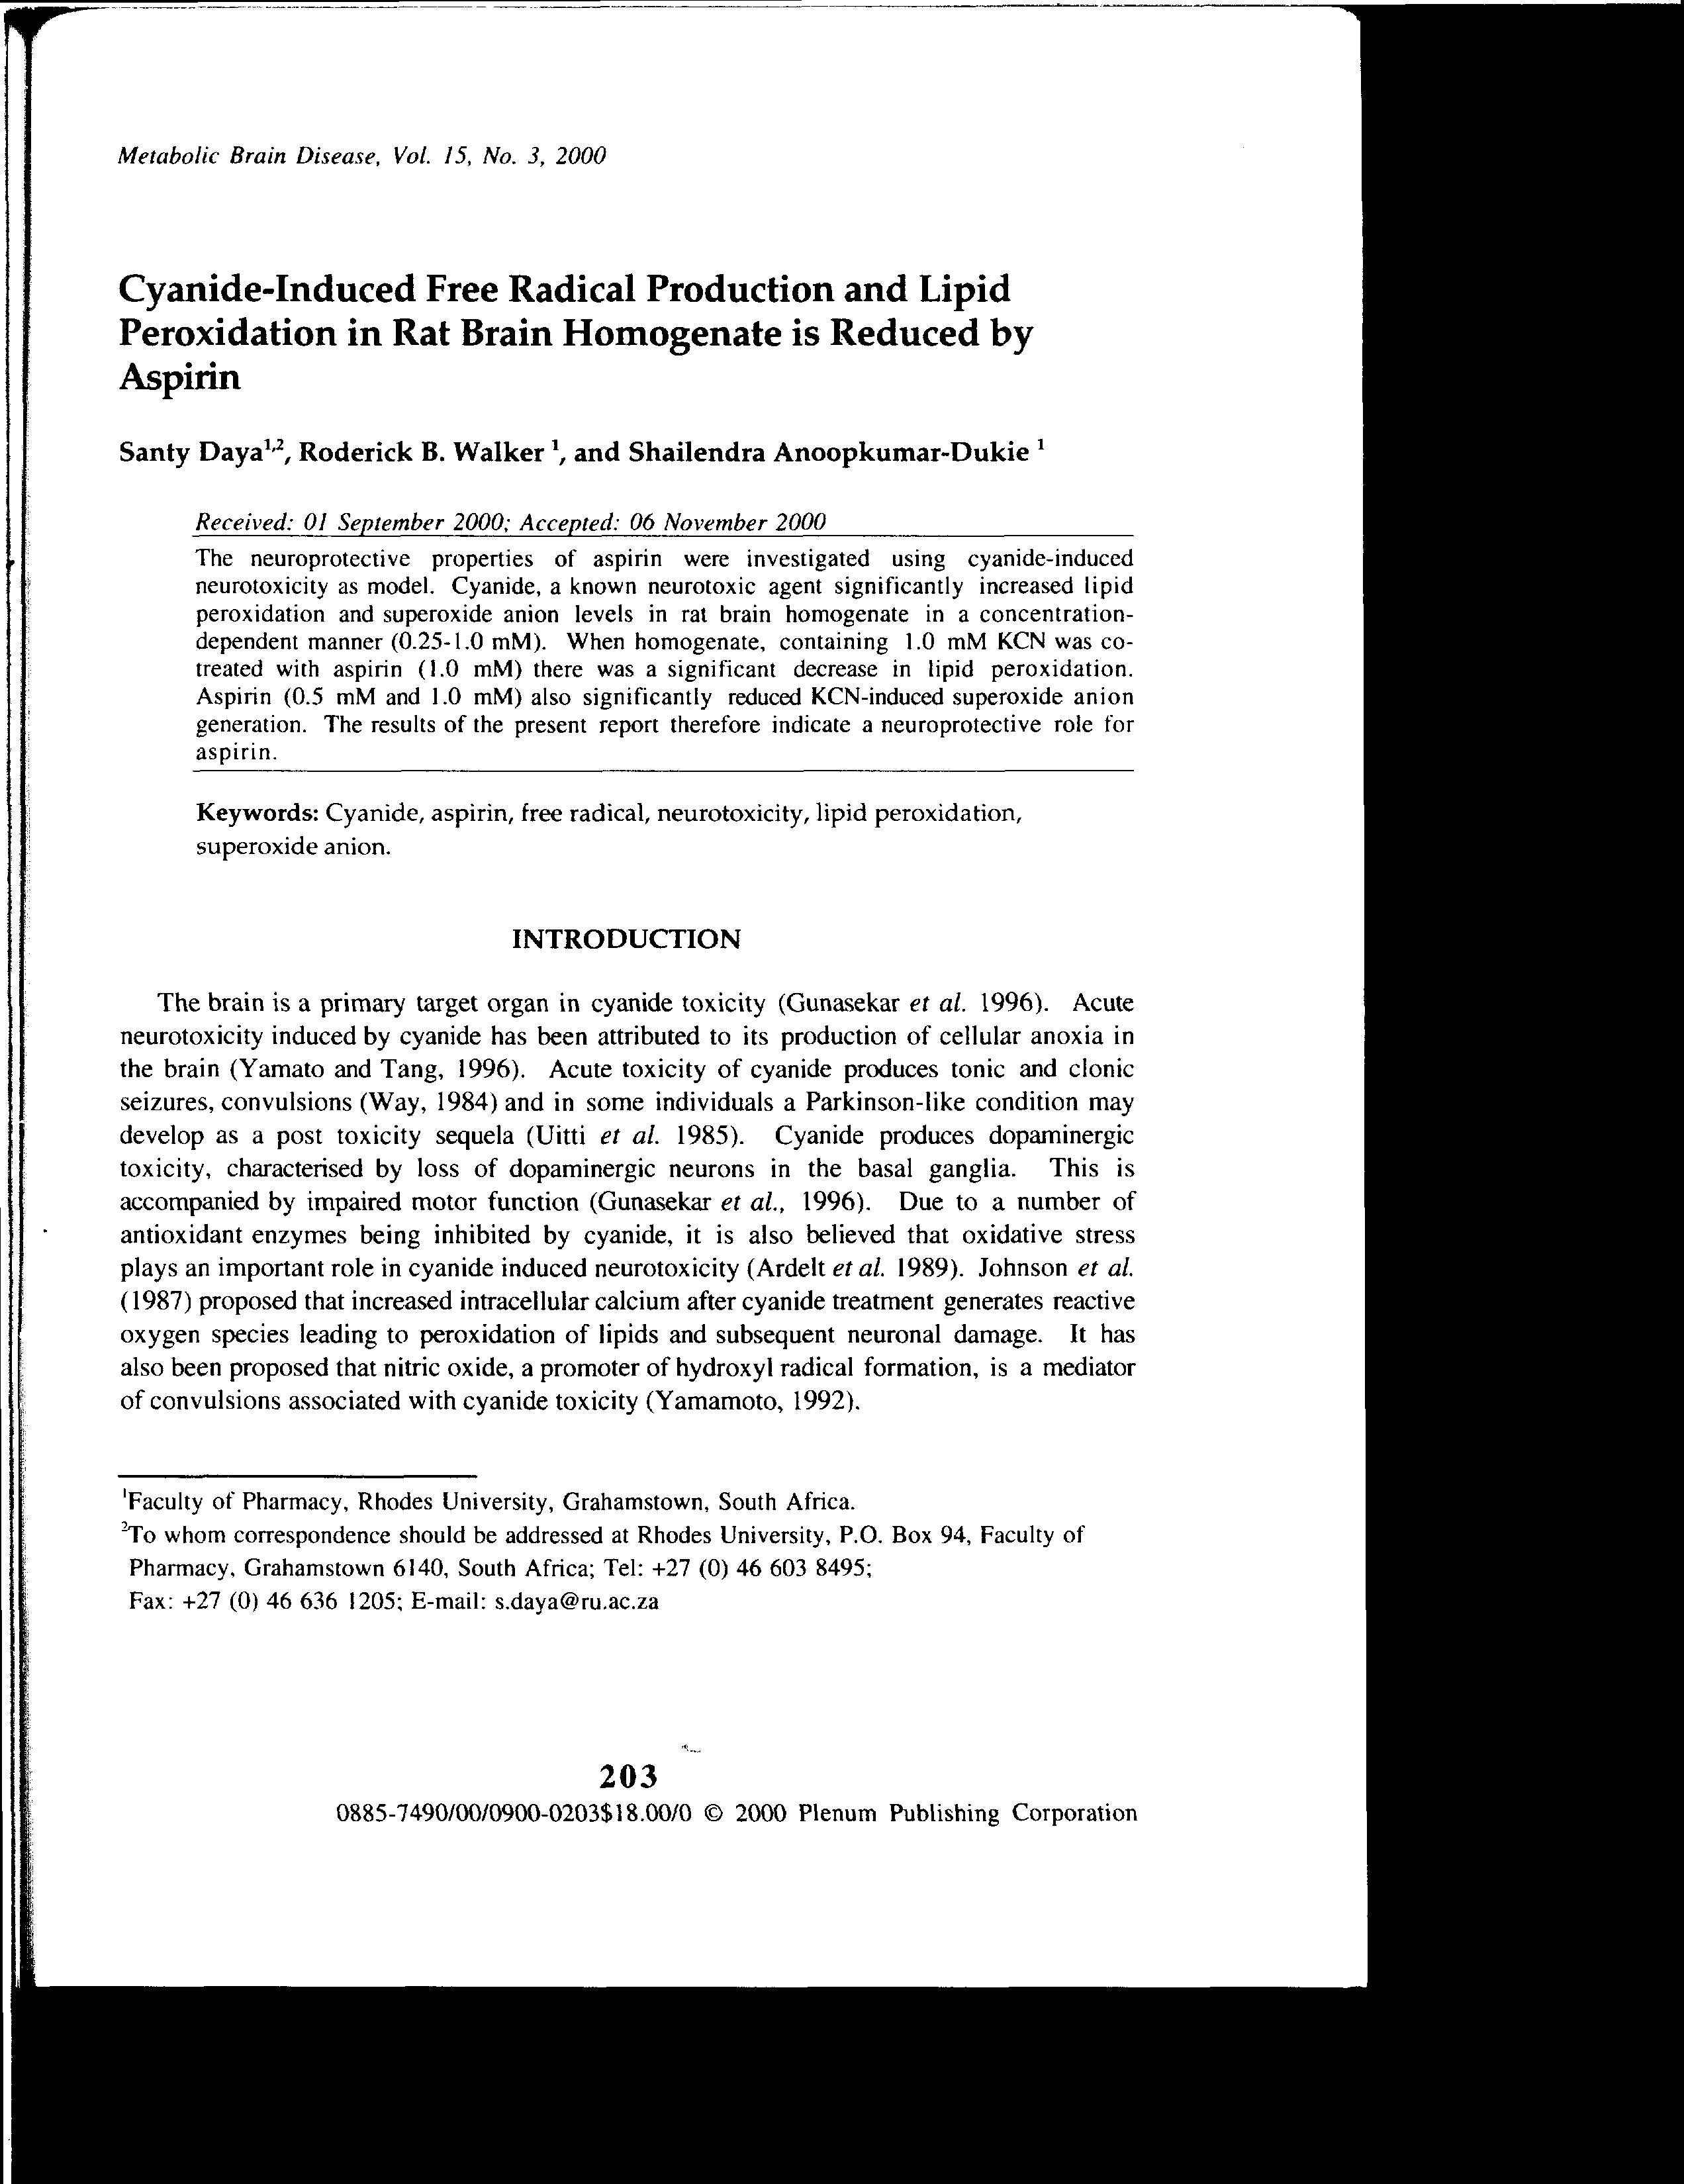 Metabolic Brain Disease, Vol. 15, No. 3, 2000
Cyanide-Induced Free Radical Production and Lipid
Peroxidation in Rat Brain Homogenate is Reduced by
Aspirin
Santy Daya1,2, Roderick B. Walker 1, and Shailendra Anoopkumar-Dukie 1
Received: 01 September 2000; Accepted: 06 November 2000
The neuroprotective properties of aspirin were investigated using cyanide-induced
neurotoxicity as model. Cyanide, a known neurotoxic agent significantly increased lipid
peroxidation and superoxide anion levels in rat brain homogenate in a concentration-
dependent manner (0.25-1.0 mM). When homogenate, containing 1.0 mM KCN was co-
treated with aspirin (1.0 mM) there was a significant decrease in lipid peroxidation.
Aspirin (0.5 mM and 1.0 mM) also significantly reduced KCN-induced superoxide anion
generation. The results of the present report therefore indicate a neuroprotective role for
aspirin.
Keywords: Cyanide, aspirin, free radical, neurotoxicity, lipid peroxidation,
superoxide anion.
INTRODUCTION
The brain is a primary target organ in cyanide toxicity (Gunasekar et al. 1996). Acute
neurotoxicity induced by cyanide has been attributed to its production of cellular anoxia in
the brain (Yamato and Tang, 1996). Acute toxicity of cyanide produces tonic and clonic
seizures, convulsions (Way, 1984) and in some individuals a Parkinson-like condition may
develop as a post toxicity sequela (Uitti et al. 1985). Cyanide produces dopaminergic
toxicity, characterised by loss of dopaminergic neurons in the basal ganglia. This is
accompanied by impaired motor function (Gunasekar et al., 1996). Due to a number of
antioxidant enzymes being inhibited by cyanide, it is also believed that oxidative stress
plays an important role in cyanide induced neurotoxicity (Ardelt et al. 1989). Johnson et al.
(1987) proposed that increased intracellular calcium after cyanide treatment generates reactive
oxygen species leading to peroxidation of lipids and subsequent neuronal damage. It has
also been proposed that nitric oxide, a promoter of hydroxyl radical formation, is a mediator
of convulsions associated with cyanide toxicity (Yamamoto, 1992).
1Faculty of Pharmacy, Rhodes University, Grahamstown, South Africa.
2To whom correspondence should be addressed at Rhodes University, P.O. Box 94, Faculty of
Pharmacy, Grahamstown 6140, South Africa; Tel: +27 (0) 46 603 8495;
Fax: +27 (0) 46 636 1205; E-mail: s.daya@ru.ac.za
203
0885-7490/00/0900-0203$18.00/0 © 2000 Plenum Publishing Corporation